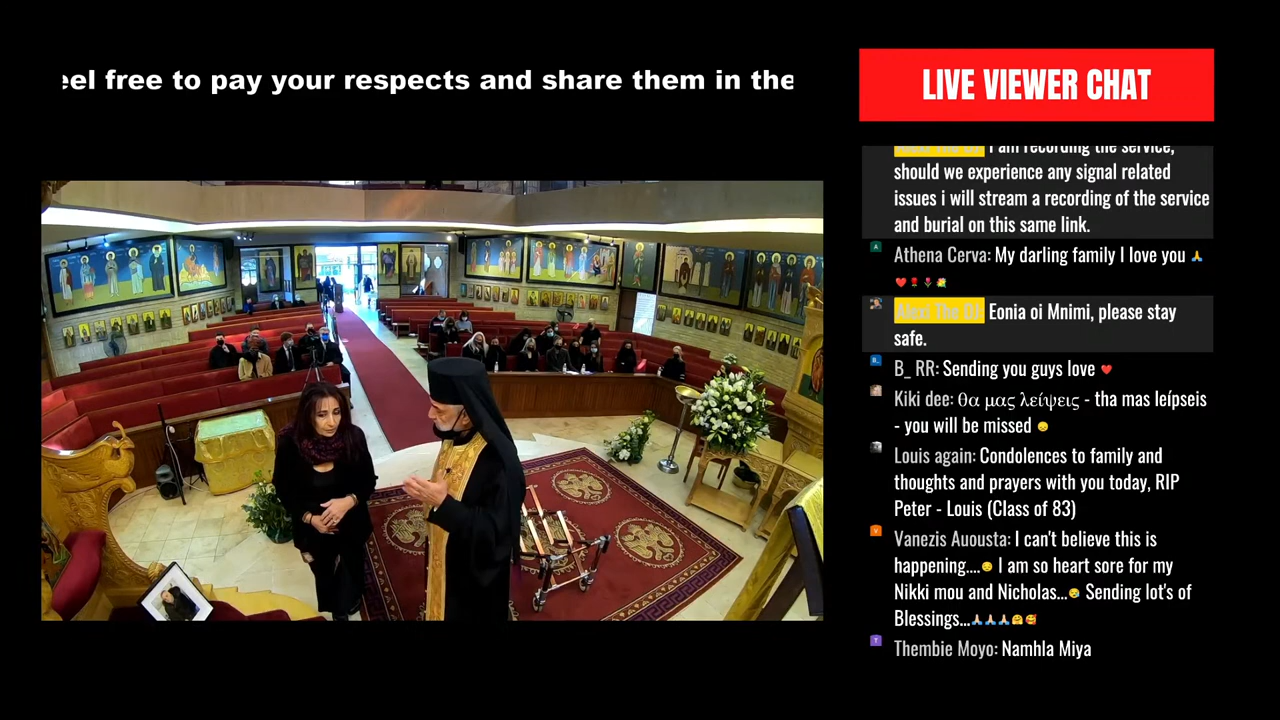 eel free to pay your respects and share them in the
LIVE VIEWER CHAT
Alexi The DJ I am recording the service,
should we experience any signal related
issues i will stream a recording of the service
and burial on this same link.
Athena Cerva: My darling family I love you 🙏
❤️🌹🌷💐
Alexi The DJ Eonia oi Mnimi, please stay
safe.
B_ RR: Sending you guys love ❤️
Kiki dee: θα μας λείψεις - tha mas leípseis
- you will be missed 😞
Louis again: Condolences to family and
thoughts and prayers with you today, RIP
Peter - Louis (Class of 83)
Vanezis Auousta: I can't believe this is
happening....😟 I am so heart sore for my
Nikki mou and Nicholas...😢 Sending lot's of
Blessings...🙏🏻🙏🏻🙏🏻🤗🥰
Thembie Moyo: Namhla Miya